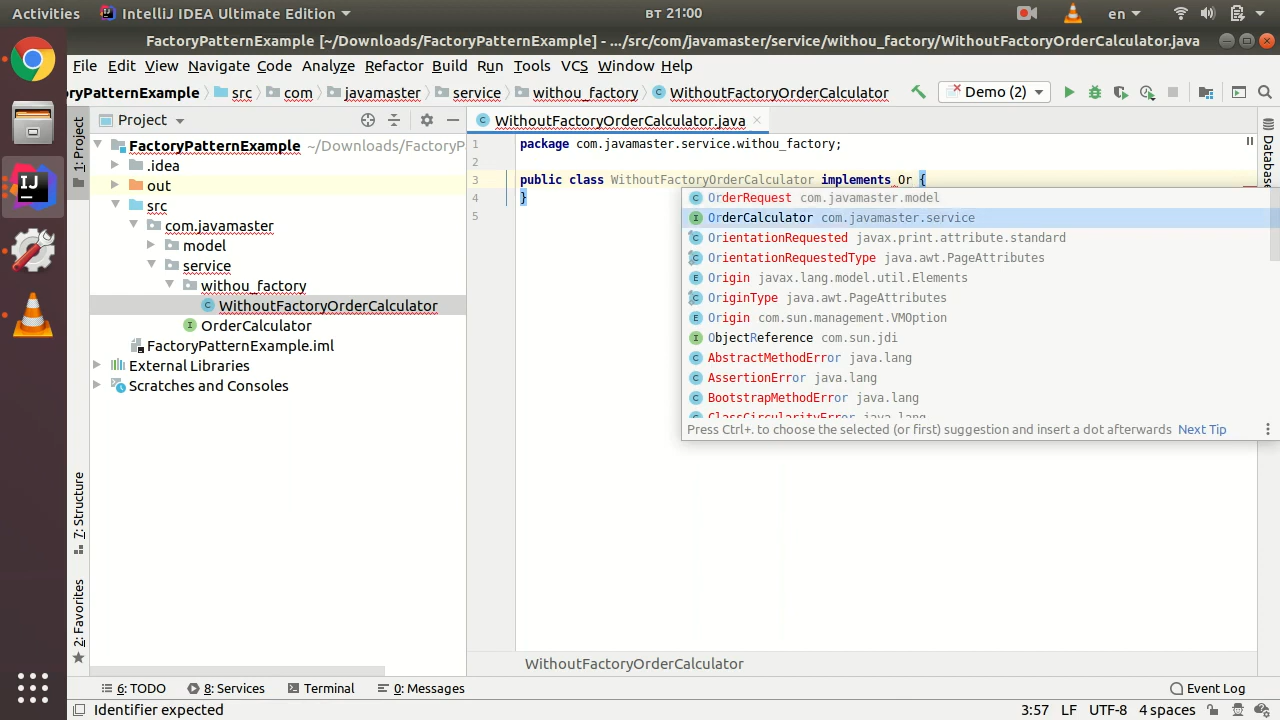 Activities IntelliJ IDEA Ultimate Edition вт 21:00 en
FactoryPatternExample [~/Downloads/FactoryPatternExample] - .../src/com/javamaster/service/withou_factory/WithoutFactoryOrderCalculator.java
File Edit View Navigate Code Analyze Refactor Build Run Tools VCS Window Help
oryPatternExample src com javamaster service withou_factory WithoutFactoryOrderCalculator Demo (2)
Project WithoutFactoryOrderCalculator.java
1: Project
Database
FactoryPatternExample ~/Downloads/FactoryP
.idea
out
src
com.javamaster
model
service
withou_factory
WithoutFactoryOrderCalculator
OrderCalculator
FactoryPatternExample.iml
External Libraries
Scratches and Consoles
7: Structure
2: Favorites
1 package com.javamaster.service.withou_factory;
2
3 public class WithoutFactoryOrderCalculator implements Or {
4 }
5
OrderRequest com.javamaster.model
OrderCalculator com.javamaster.service
OrientationRequested javax.print.attribute.standard
OrientationRequestedType java.awt.PageAttributes
Origin javax.lang.model.util.Elements
OriginType java.awt.PageAttributes
Origin com.sun.management.VMOption
ObjectReference com.sun.jdi
AbstractMethodError java.lang
AssertionError java.lang
BootstrapMethodError java.lang
ClassCircularityError java.lang
Press Ctrl+. to choose the selected (or first) suggestion and insert a dot afterwards Next Tip
WithoutFactoryOrderCalculator
6: TODO 8: Services Terminal 0: Messages Event Log
Identifier expected 3:57 LF UTF-8 4 spaces